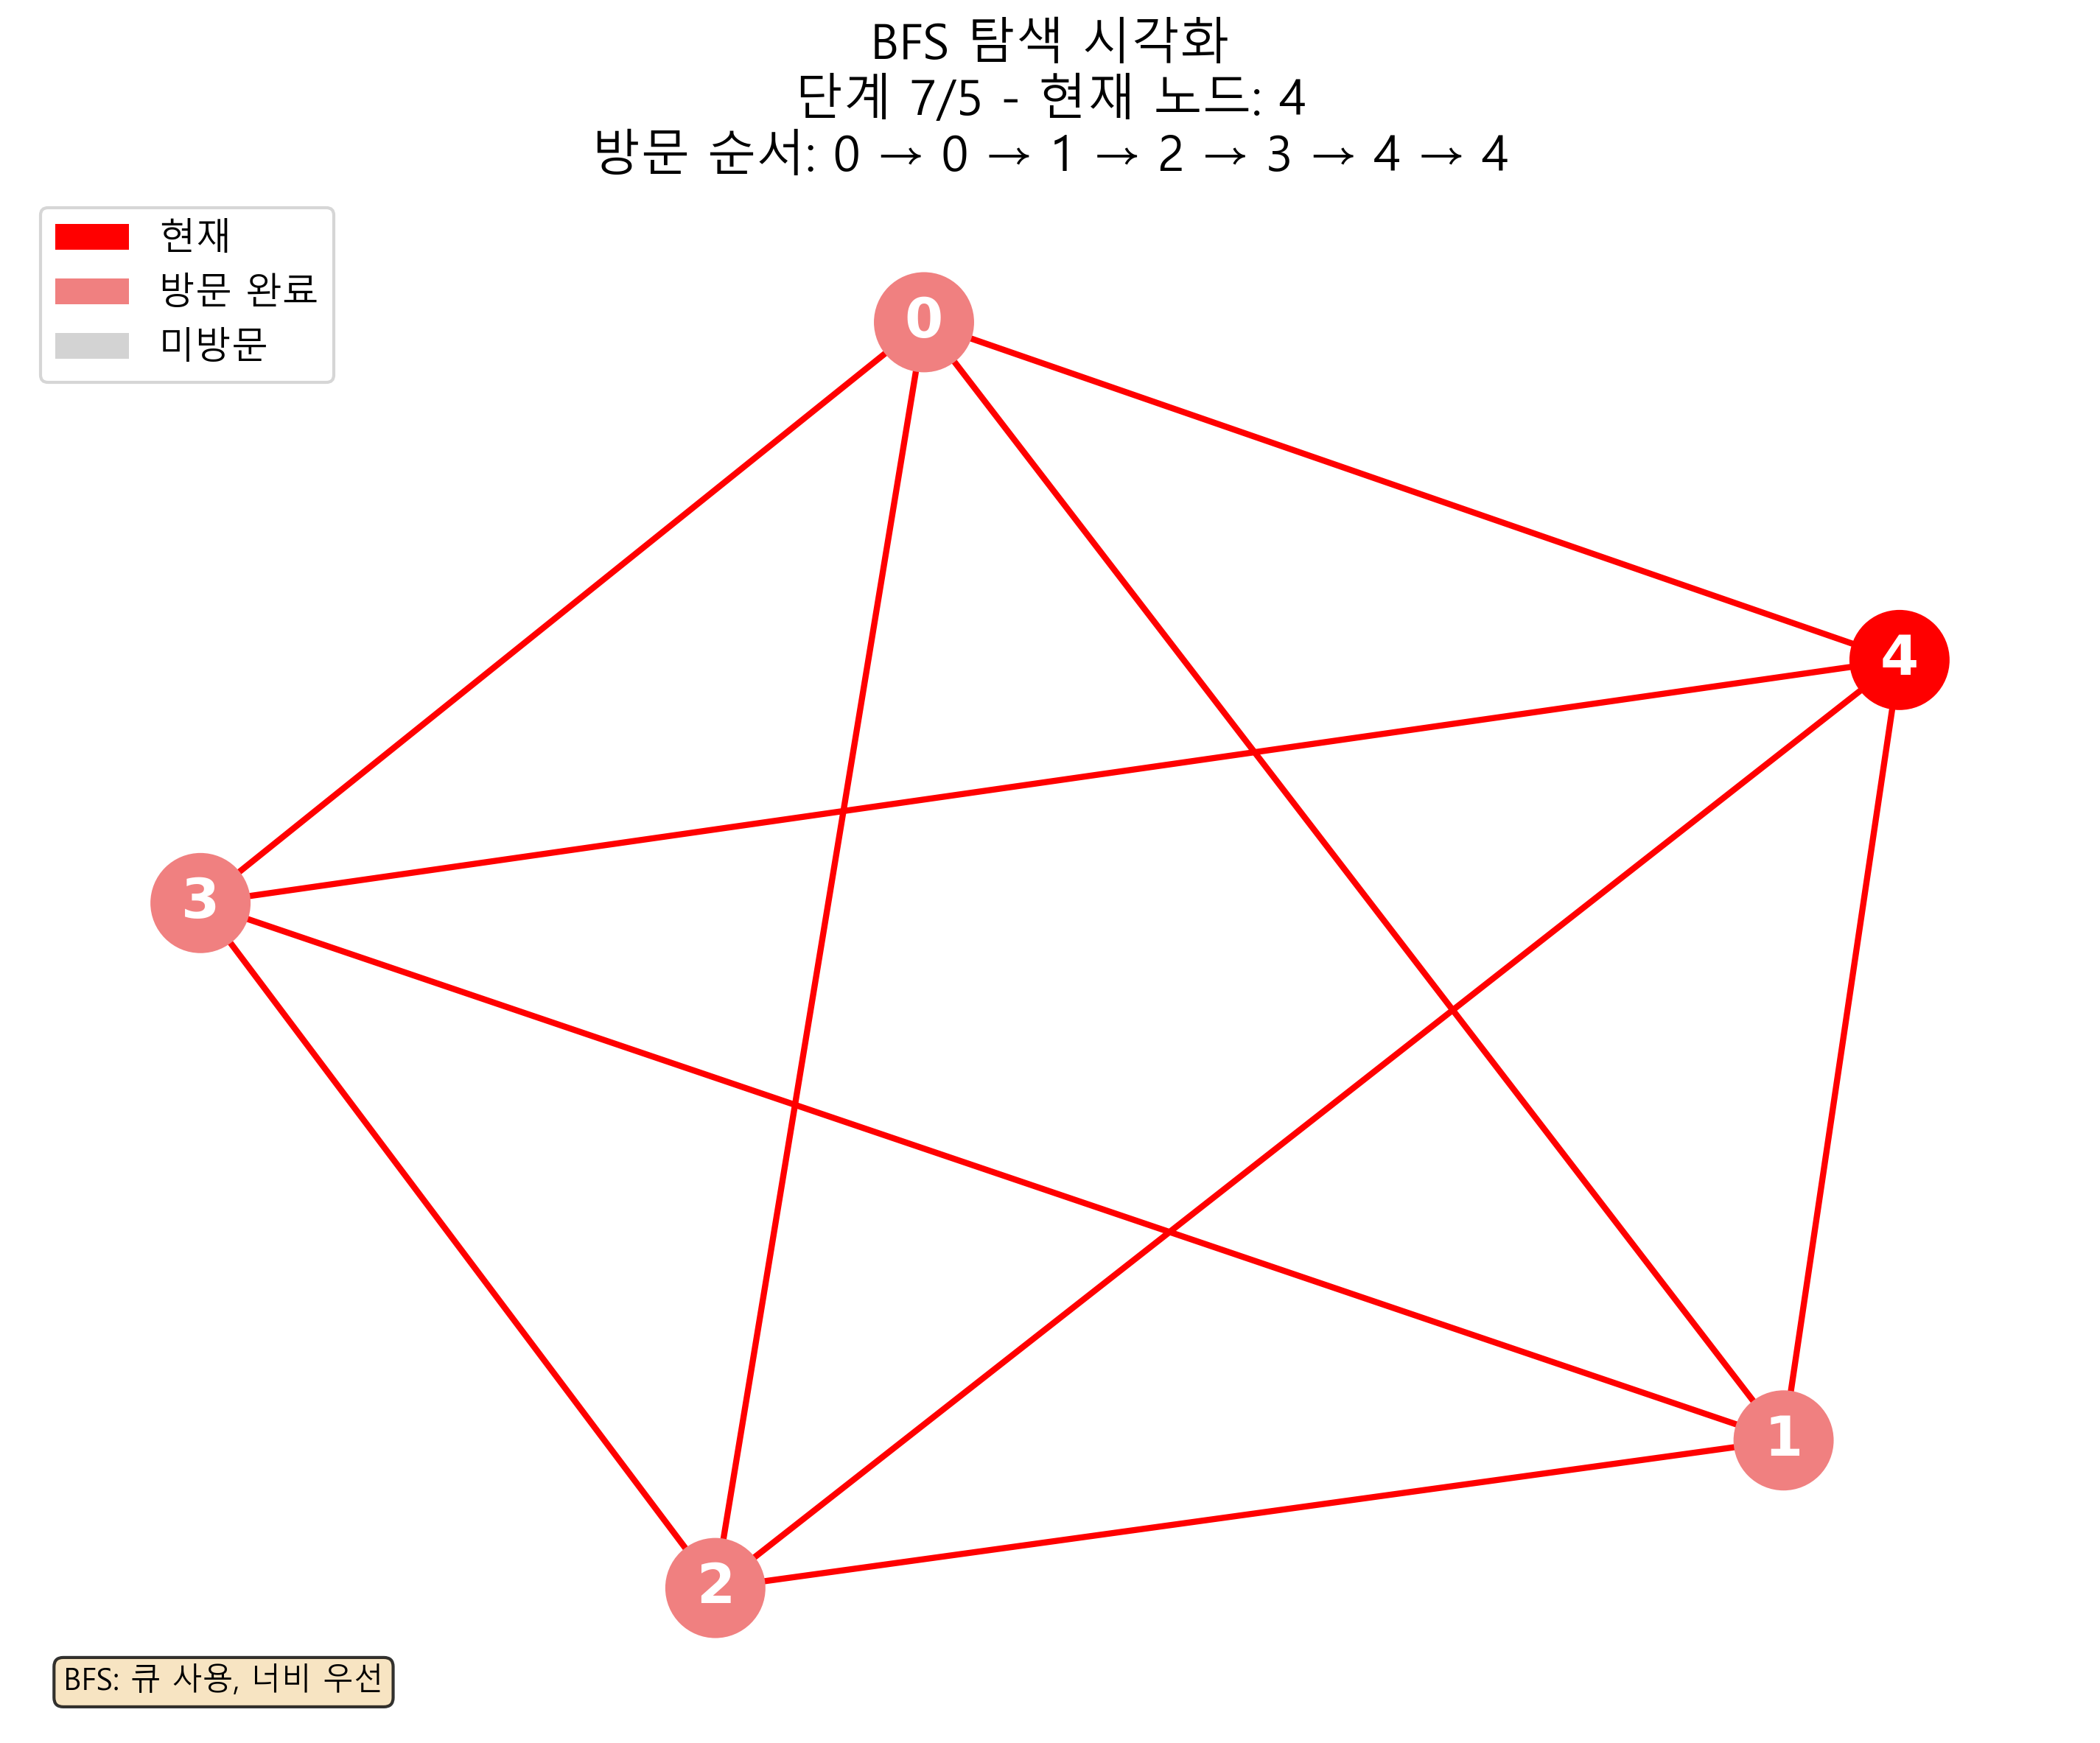 BFS 탐색 시각화
단계 7/5 - 현재 노드: 4
방문 순서: 0 → 0 → 1 → 2 → 3 → 4 → 4
현재
방문 완료
미방문
0
4
3
1
2
BFS: 큐 사용, 너비 우선